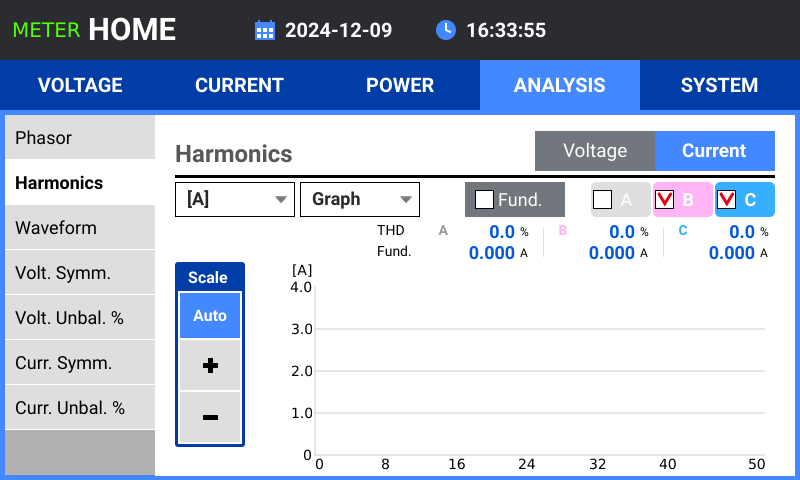 METER HOME 2024-12-09 16:33:55
VOLTAGE CURRENT POWER ANALYSIS SYSTEM
Phasor
Harmonics
Waveform
Volt. Symm.
Volt. Unbal. %
Curr. Symm.
Curr. Unbal. %
Harmonics Voltage Current
[A] Graph Fund. A B C
THD A 0.0 % B 0.0 % C 0.0 %
Fund. 0.000 A 0.000 A 0.000 A
Scale
Auto
+
−
[A]
4.0
3.0
2.0
1.0
0
0 8 16 24 32 40 50